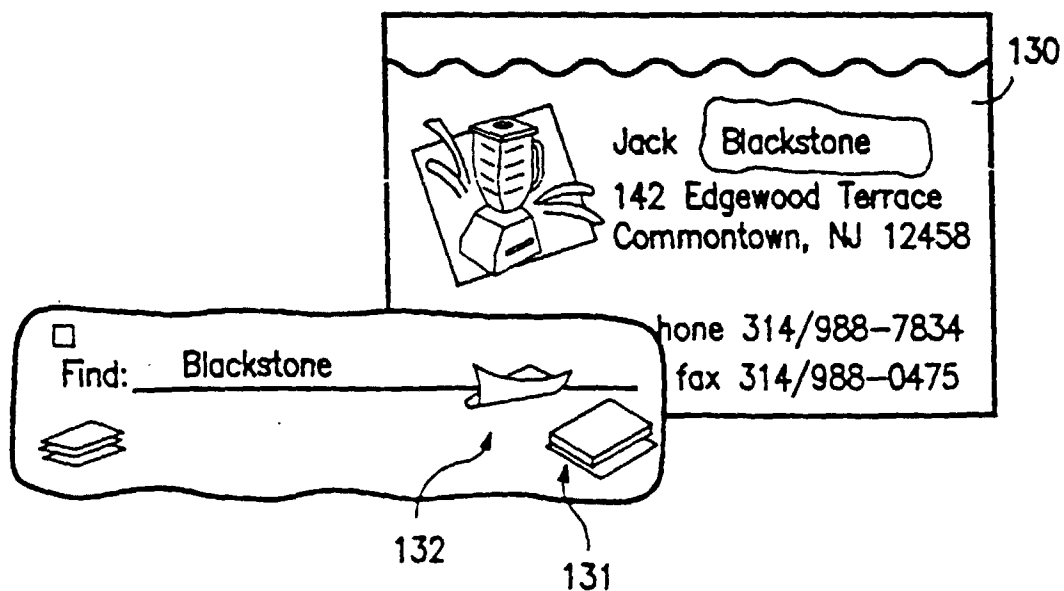 130
Jack Blackstone
142 Edgewood Terrace
Commontown, NJ 12458
hone 314/988-7834
fax 314/988-0475
Find: Blackstone
132
131